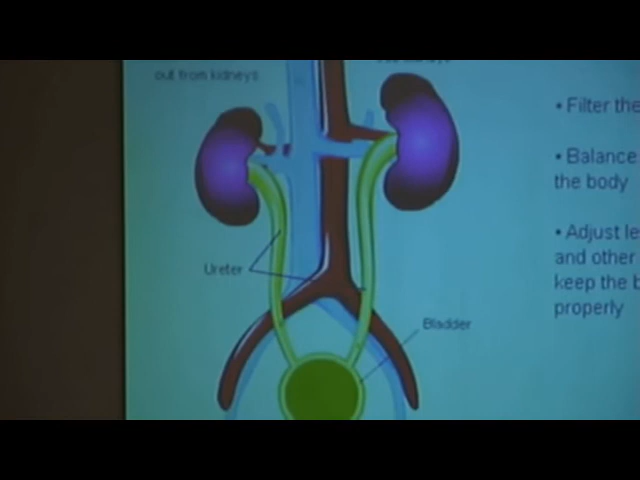 out from kidneys
• Filter the
• Balance
the body
• Adjust le
and other
keep the b
properly
Ureter
Bladder